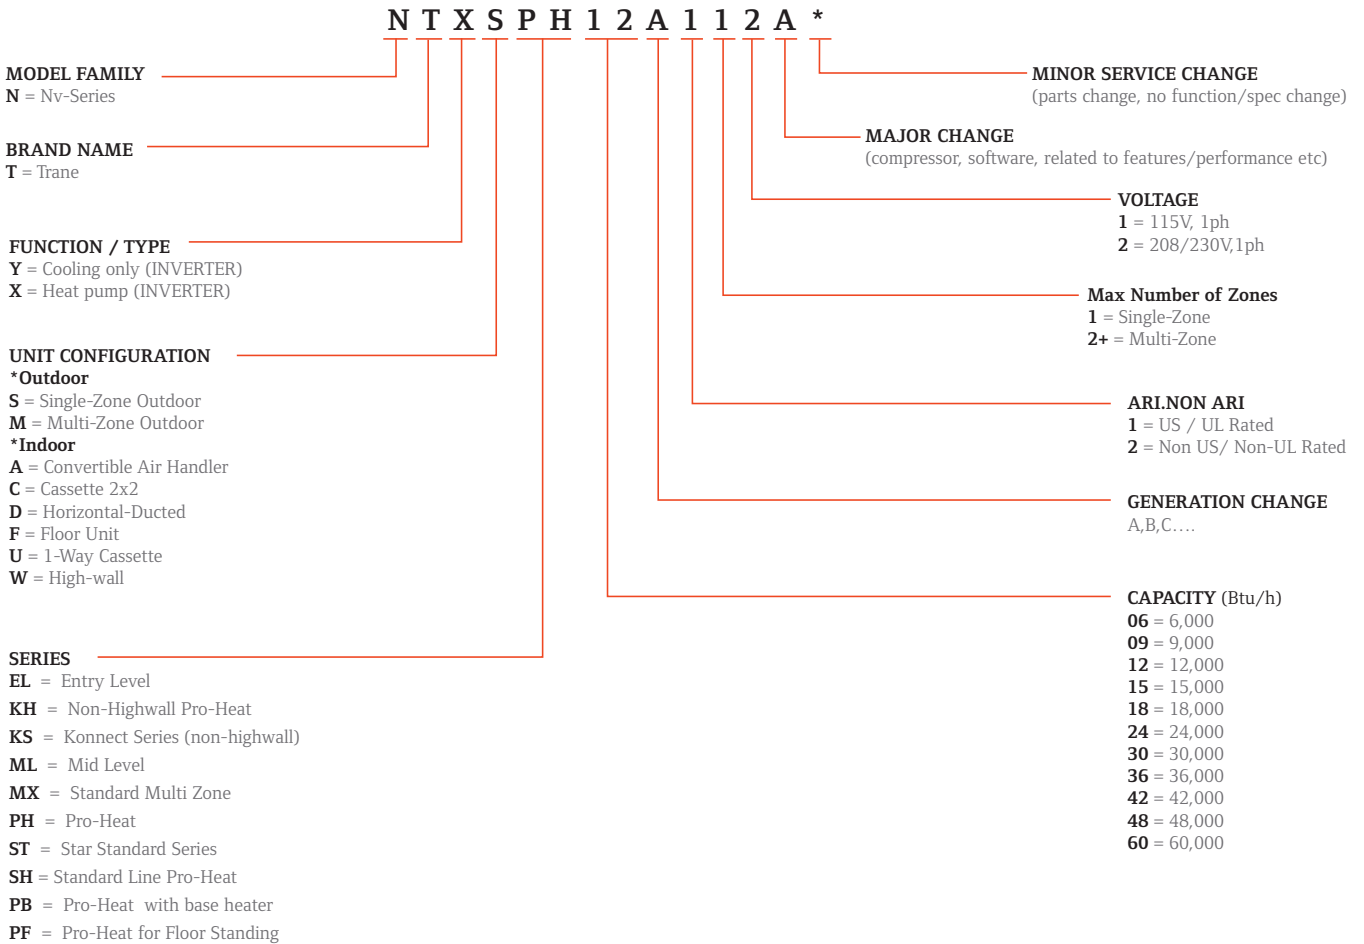 N T X S P H 1 2 A 1 1 2 A *
MODEL FAMILY
N = Nv-Series
BRAND NAME
T = Trane
FUNCTION / TYPE
Y = Cooling only (INVERTER)
X = Heat pump (INVERTER)
UNIT CONFIGURATION
*Outdoor
S = Single-Zone Outdoor
M = Multi-Zone Outdoor
*Indoor
A = Convertible Air Handler
C = Cassette 2x2
D = Horizontal-Ducted
F = Floor Unit
U = 1-Way Cassette
W = High-wall
SERIES
EL = Entry Level
KH = Non-Highwall Pro-Heat
KS = Konnect Series (non-highwall)
ML = Mid Level
MX = Standard Multi Zone
PH = Pro-Heat
ST = Star Standard Series
SH = Standard Line Pro-Heat
PB = Pro-Heat with base heater
PF = Pro-Heat for Floor Standing
MINOR SERVICE CHANGE
(parts change, no function/spec change)
MAJOR CHANGE
(compressor, software, related to features/performance etc)
VOLTAGE
1 = 115V, 1ph
2 = 208/230V,1ph
Max Number of Zones
1 = Single-Zone
2+ = Multi-Zone
ARI.NON ARI
1 = US / UL Rated
2 = Non US/ Non-UL Rated
GENERATION CHANGE
A,B,C....
CAPACITY (Btu/h)
06 = 6,000
09 = 9,000
12 = 12,000
15 = 15,000
18 = 18,000
24 = 24,000
30 = 30,000
36 = 36,000
42 = 42,000
48 = 48,000
60 = 60,000